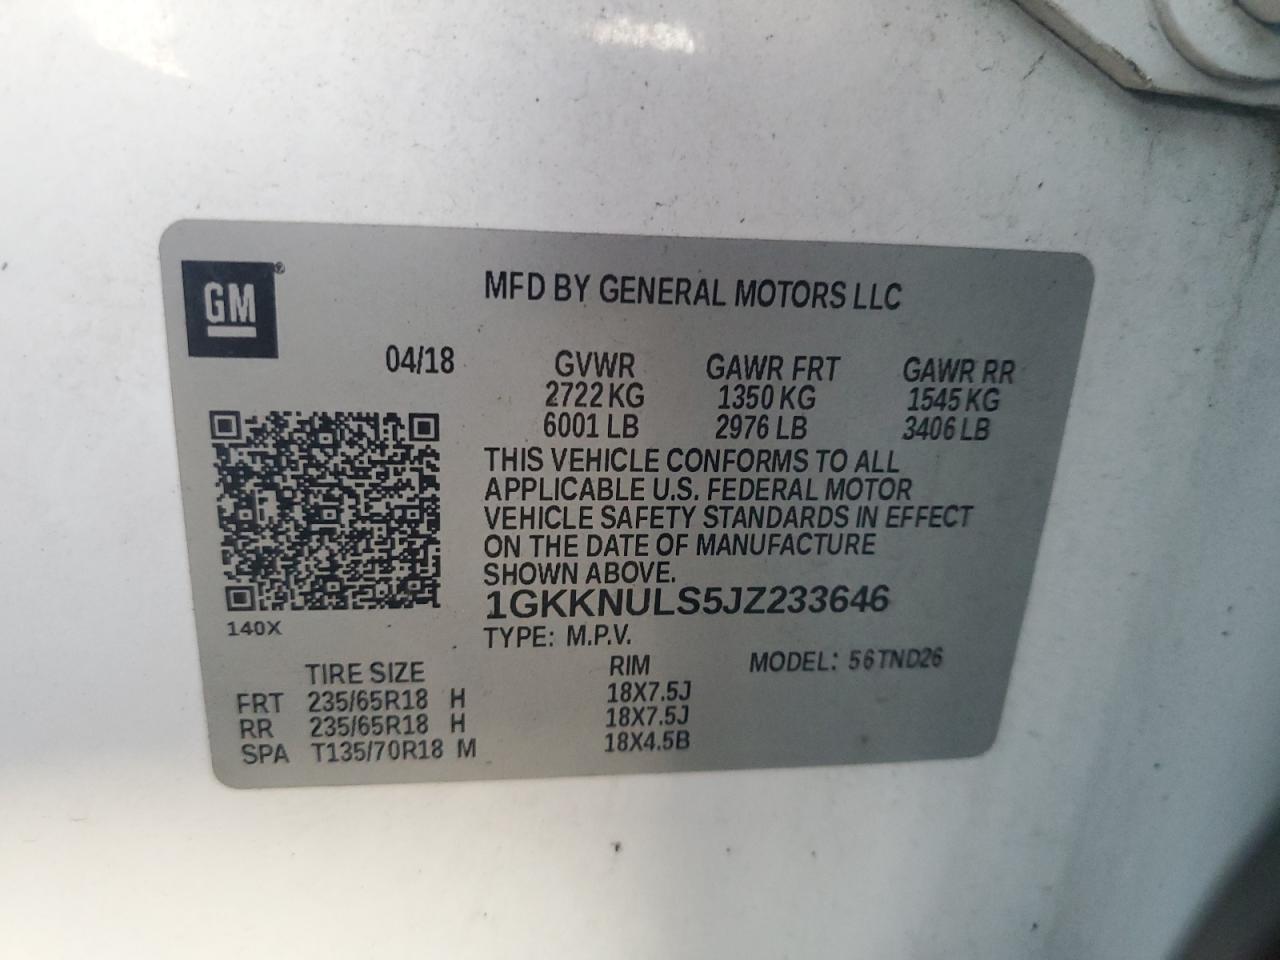 GM®
MFD BY GENERAL MOTORS LLC
04/18 GVWR GAWR FRT GAWR RR
2722 KG 1350 KG 1545 KG
6001 LB 2976 LB 3406 LB
THIS VEHICLE CONFORMS TO ALL
APPLICABLE U.S. FEDERAL MOTOR
VEHICLE SAFETY STANDARDS IN EFFECT
ON THE DATE OF MANUFACTURE
SHOWN ABOVE.
1GKKNULS5JZ233646
140X
TYPE: M.P.V.
TIRE SIZE RIM MODEL: 56TND26
FRT 235/65R18 H 18X7.5J
RR 235/65R18 H 18X7.5J
SPA T135/70R18 M 18X4.5B